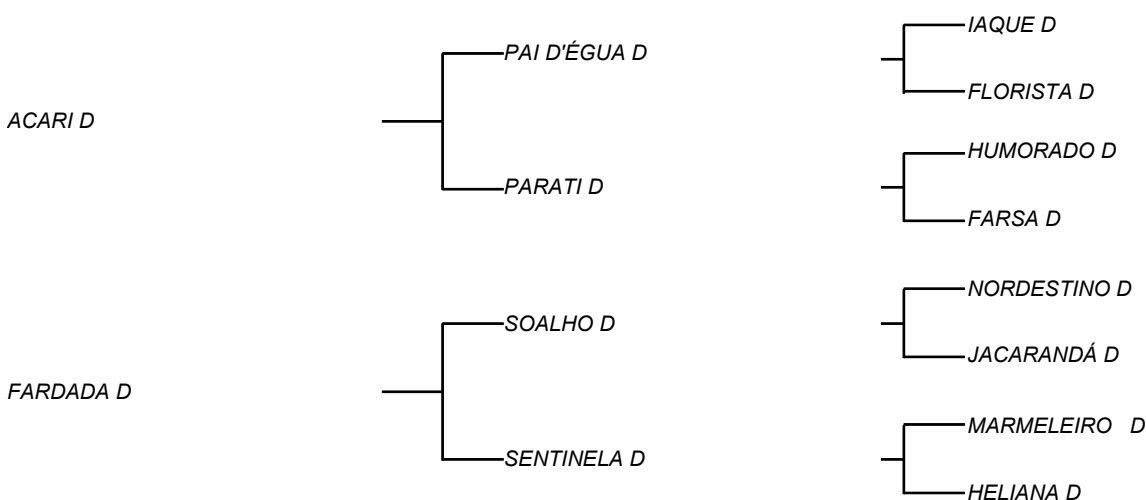 IAQUE D
PAI D'ÉGUA D
FLORISTA D
ACARI D
HUMORADO D
PARATI D
FARSA D
NORDESTINO D
SOALHO D
JACARANDÁ D
FARDADA D
MARMELEIRO D
SENTINELA D
HELIANA D